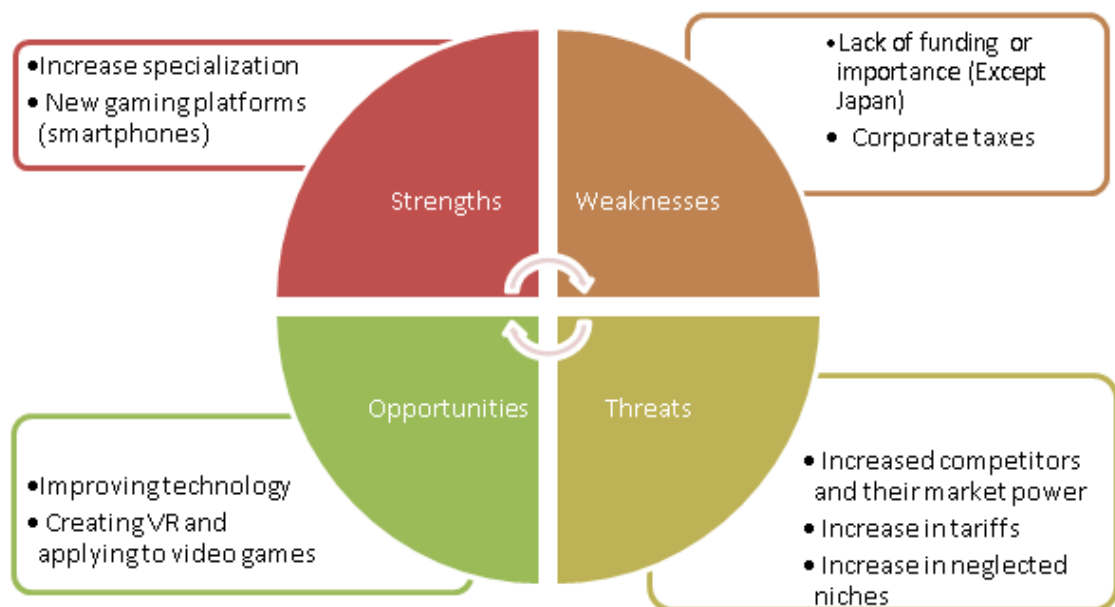 •Increase specialization
• New gaming platforms
(smartphones)
•Lack of funding or
importance (Except
Japan)
• Corporate taxes
Strengths
Weaknesses
Opportunities
Threats
•Improving technology
• Creating VR and
applying to video games
• Increased competitors
and their market power
• Increase in tariffs
• Increase in neglected
niches